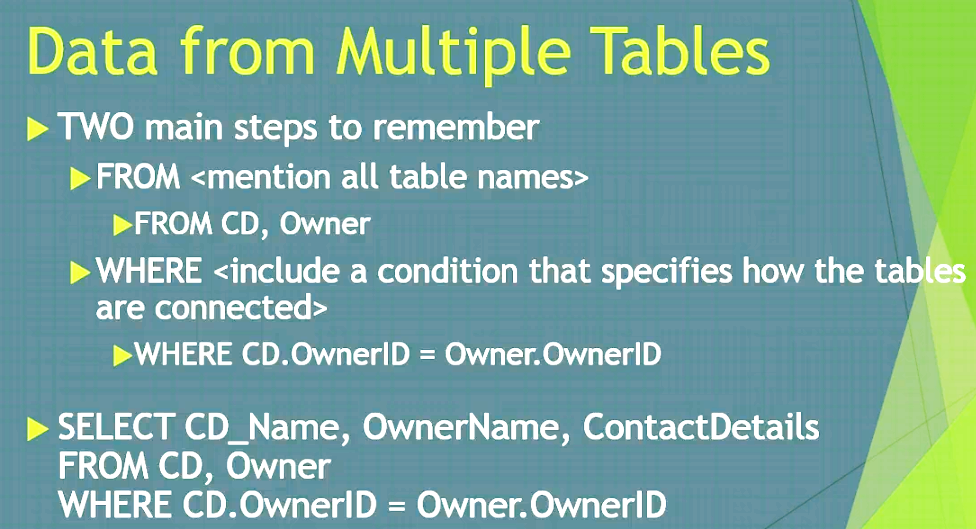 Data from Multiple Tables
TWO main steps to remember
FROM <mention all table names>
FROM CD, Owner
WHERE <include a condition that specifies how the tables
are connected>
WHERE CD.OwnerID = Owner.OwnerID
SELECT CD_Name, OwnerName, ContactDetails
FROM CD, Owner
WHERE CD.OwnerID = Owner.OwnerID